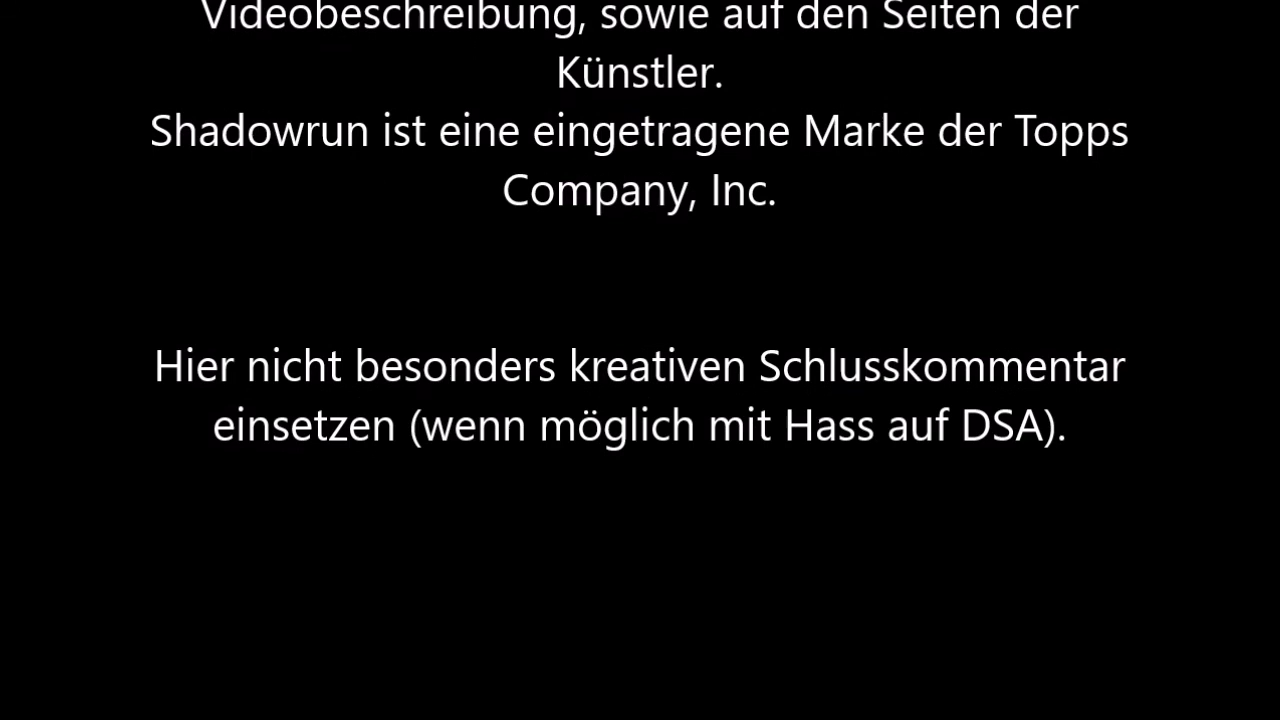 Videobeschreibung, sowie auf den Seiten der
Künstler.
Shadowrun ist eine eingetragene Marke der Topps
Company, Inc.
Hier nicht besonders kreativen Schlusskommentar
einsetzen (wenn möglich mit Hass auf DSA).